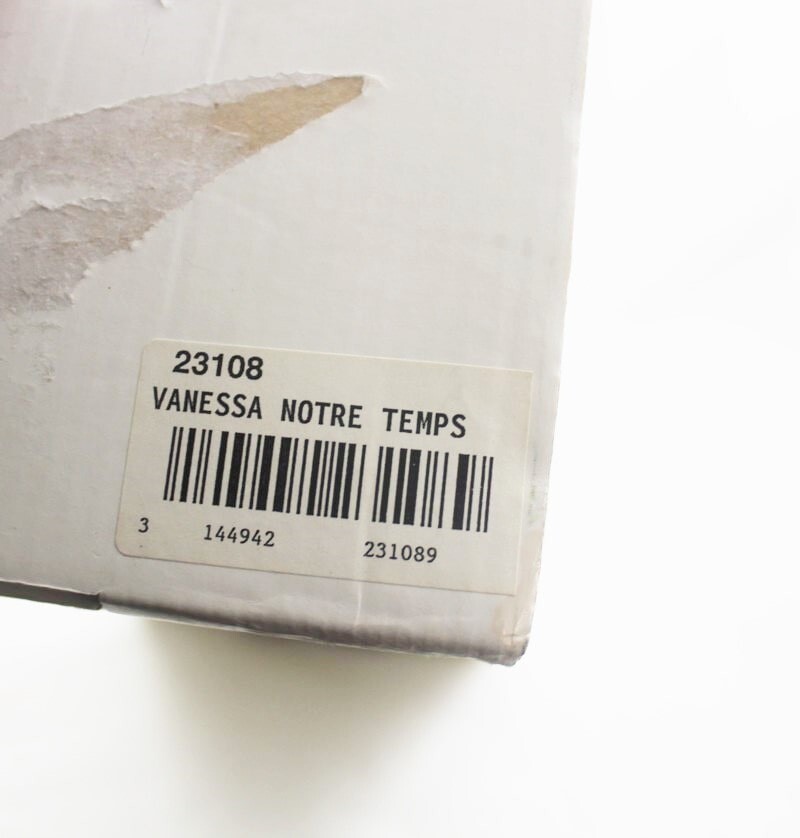 23108
VANESSA NOTRE TEMPS
3 144942 231089